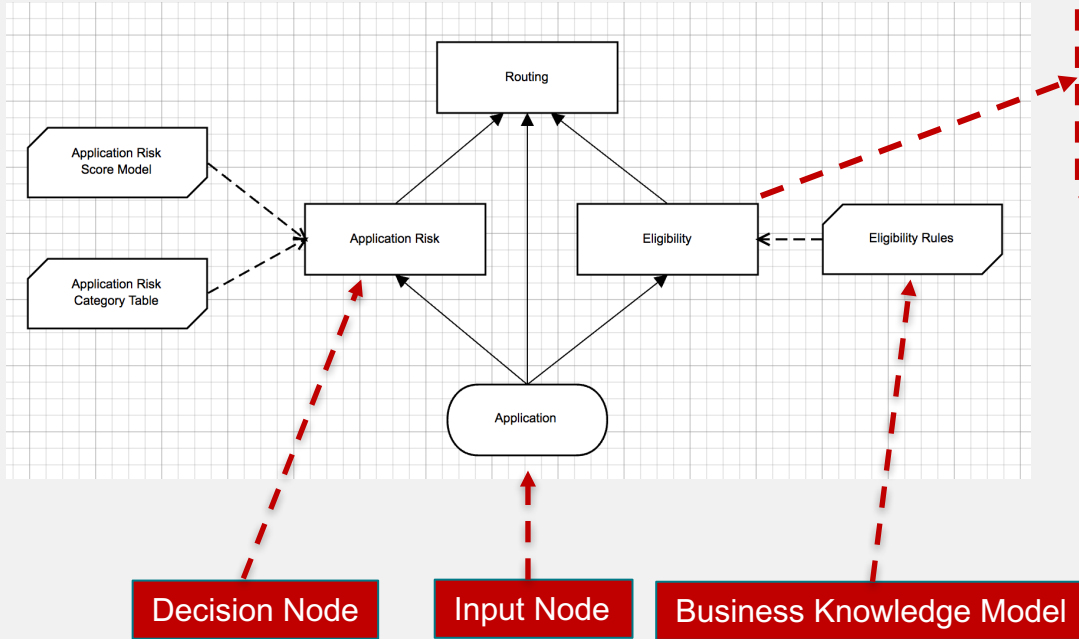 Routing
Application Risk
Score Model
Application Risk
Eligibility
Eligibility Rules
Application Risk
Category Table
Application
Decision Node
Input Node
Business Knowledge Model